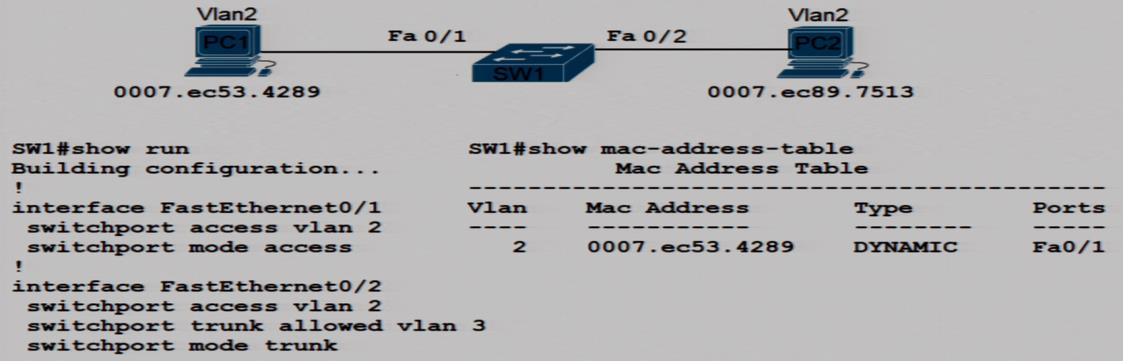 Vlan2
Vlan2
PC1
Fa 0/1
Fa 0/2
PC2
SW1
0007.ec53.4289
0007.ec89.7513
SW1#show run
Building configuration...
!
interface FastEthernet0/1
switchport access vlan 2
switchport mode access
!
interface FastEthernet0/2
switchport access vlan 2
switchport trunk allowed vlan 3
switchport mode trunk
SW1#show mac-address-table
Mac Address Table
-------------------------------------------
Vlan Mac Address Type Ports
---- ----------- -------- -----
2 0007.ec53.4289 DYNAMIC Fa0/1